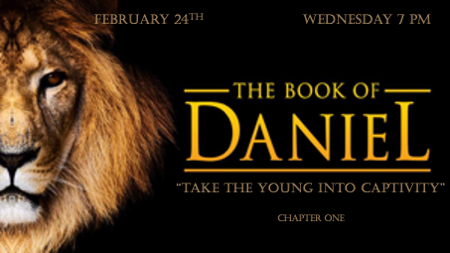 FEBRUARY 24TH WEDNESDAY 7 PM
THE BOOK OF
DANIEL
"TAKE THE YOUNG INTO CAPTIVITY"
CHAPTER ONE